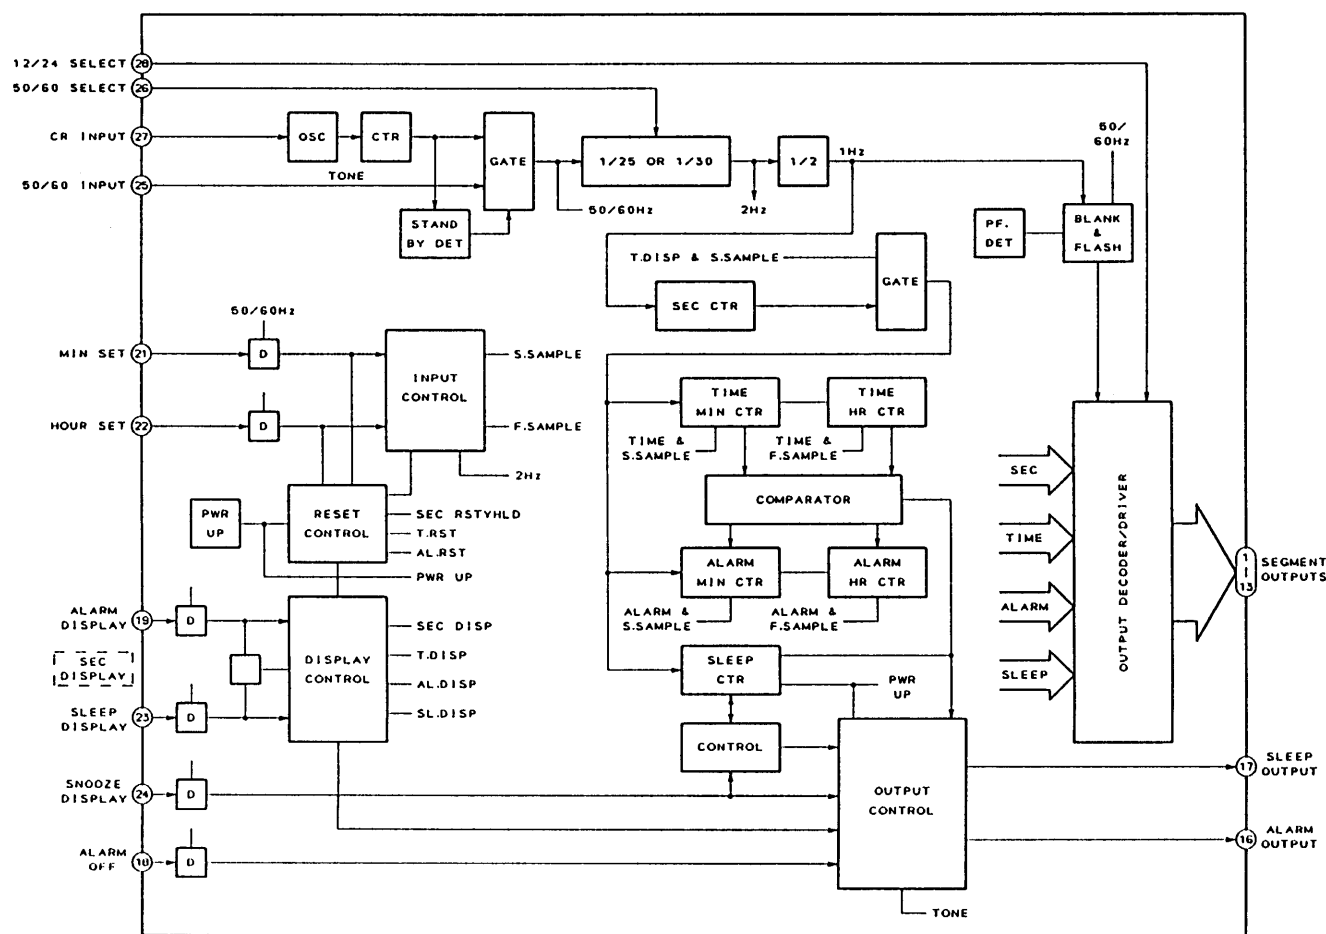 12/24 SELECT 28
50/60 SELECT 26
CR INPUT 27
OSC
CTR
GATE
1/25 OR 1/30
1/2
1Hz
50/
60Hz
TONE
50/60 INPUT 25
STAND
BY DET
50/60Hz
2Hz
PF.
DET
BLANK
&
FLASH
T.DISP & S.SAMPLE
GATE
SEC CTR
50/60Hz
MIN SET 21
D
INPUT
CONTROL
S.SAMPLE
HOUR SET 22
D
F.SAMPLE
2Hz
TIME
MIN CTR
TIME
HR CTR
TIME &
S.SAMPLE
TIME &
F.SAMPLE
COMPARATOR
PWR
UP
RESET
CONTROL
SEC RSTYHLD
T.RST
AL.RST
PWR UP
ALARM
MIN CTR
ALARM
HR CTR
ALARM &
S.SAMPLE
ALARM &
F.SAMPLE
SEC
TIME
ALARM
SLEEP
OUTPUT DECODER/DRIVER
1
13
SEGMENT
OUTPUTS
ALARM
DISPLAY
19
D
SEC
DISPLAY
SLEEP
DISPLAY
23
D
DISPLAY
CONTROL
SEC DISP
T.DISP
AL.DISP
SL.DISP
SLEEP
CTR
PWR
UP
CONTROL
SNOOZE
DISPLAY
24
D
OUTPUT
CONTROL
17
SLEEP
OUTPUT
ALARM
OFF
18
D
16
ALARM
OUTPUT
TONE